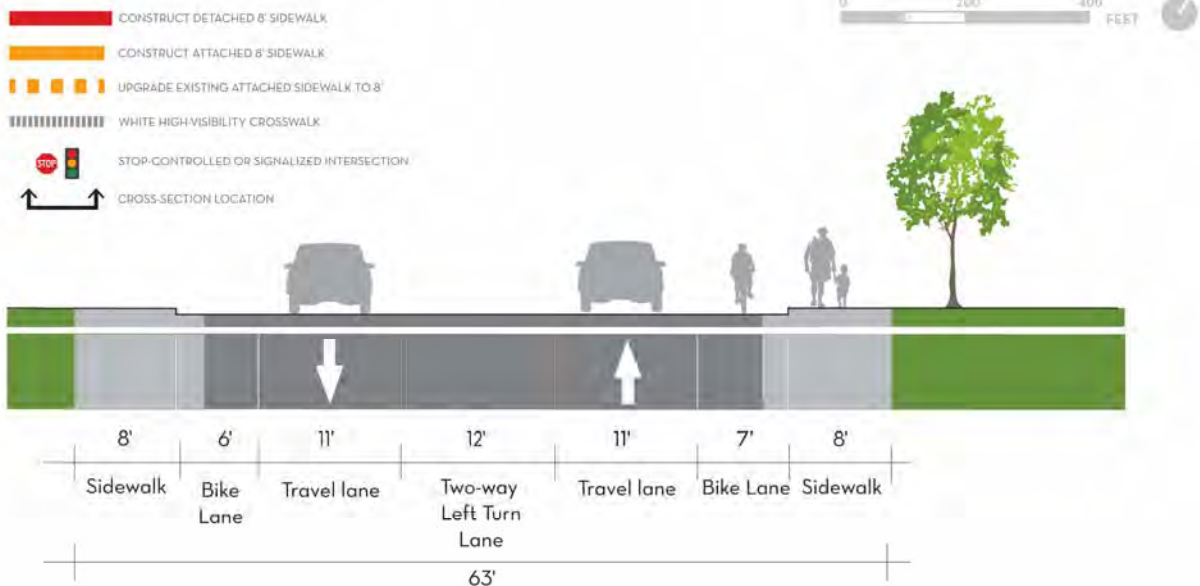 CONSTRUCT DETACHED 8' SIDEWALK
CONSTRUCT ATTACHED 8' SIDEWALK
UPGRADE EXISTING ATTACHED SIDEWALK TO 8'
WHITE HIGH-VISIBILITY CROSSWALK
STOP
STOP-CONTROLLED OR SIGNALIZED INTERSECTION
CROSS-SECTION LOCATION
0 200 400
FEET
8' 6' 11' 12' 11' 7' 8'
Sidewalk Bike Travel lane Two-way Travel lane Bike Lane Sidewalk
Lane Left Turn
Lane
63'